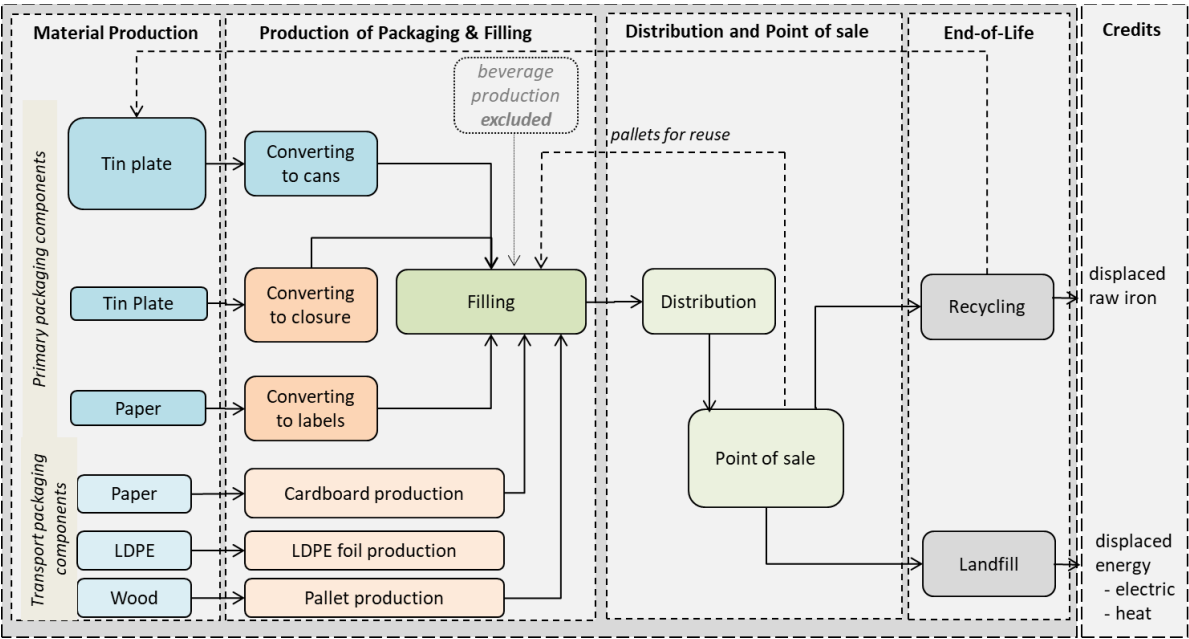 Material Production
Production of Packaging & Filling
Distribution and Point of sale
End-of-Life
Credits
beverage
production
excluded
pallets for reuse
Primary packaging components
Tin plate
Converting
to cans
Tin Plate
Converting
to closure
Filling
Distribution
Recycling
displaced
raw iron
Paper
Converting
to labels
Point of sale
Transport packaging
components
Paper
Cardboard production
LDPE
LDPE foil production
Wood
Pallet production
Landfill
displaced
energy
- electric
- heat